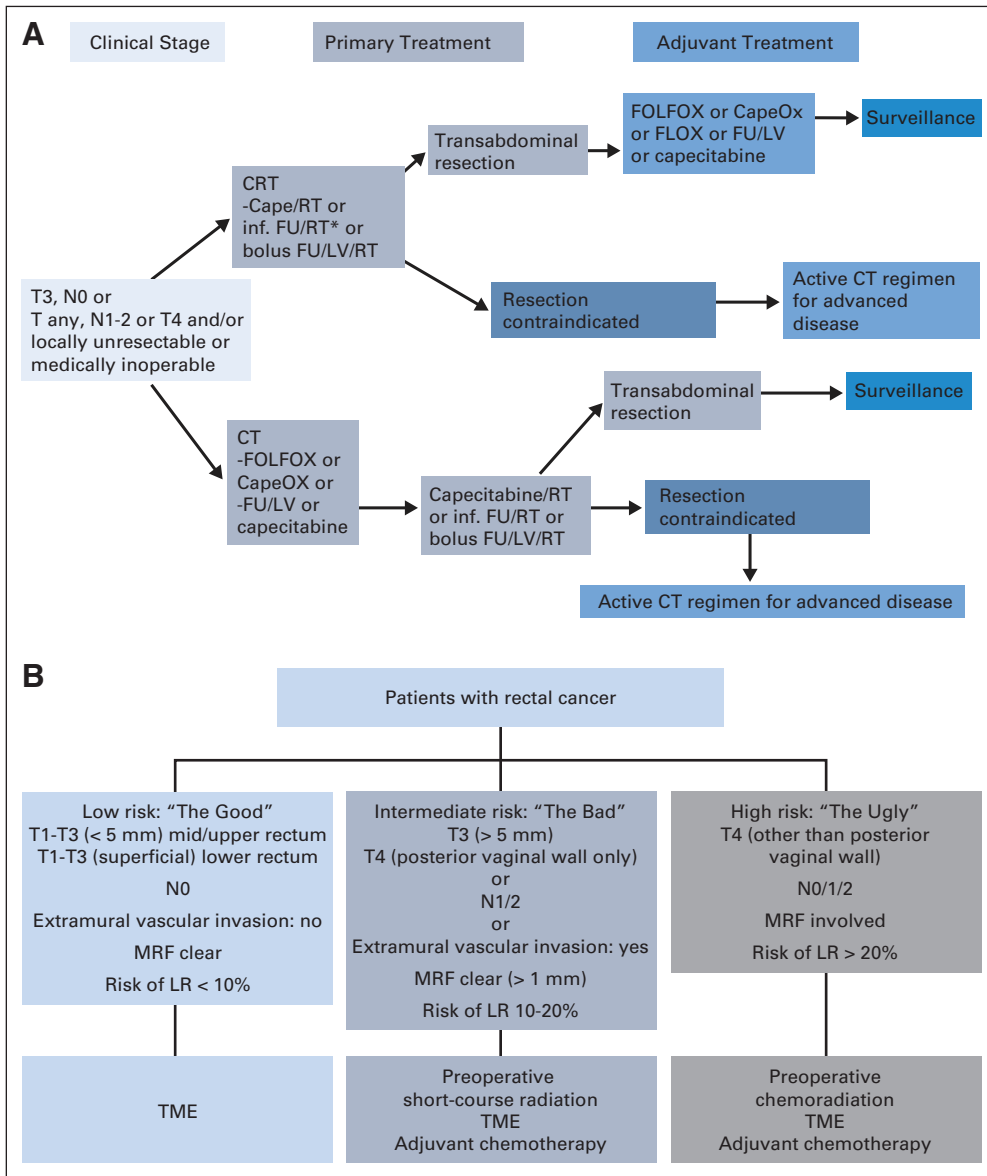 A
Clinical Stage
Primary Treatment
Adjuvant Treatment
FOLFOX or CapeOx
or FLOX or FU/LV
or capecitabine
Surveillance
Transabdominal
resection
CRT
-Cape/RT or
inf. FU/RT* or
bolus FU/LV/RT
Resection
contraindicated
Active CT regimen
for advanced
disease
T3, N0 or
T any, N1-2 or T4 and/or
locally unresectable or
medically inoperable
Transabdominal
resection
Surveillance
CT
-FOLFOX or
CapeOX or
-FU/LV or
capecitabine
Capecitabine/RT
or inf. FU/RT or
bolus FU/LV/RT
Resection
contraindicated
Active CT regimen for advanced disease
B
Patients with rectal cancer
Low risk: “The Good”
T1-T3 (< 5 mm) mid/upper rectum
T1-T3 (superficial) lower rectum
N0
Extramural vascular invasion: no
MRF clear
Risk of LR < 10%
Intermediate risk: “The Bad”
T3 (> 5 mm)
T4 (posterior vaginal wall only)
or
N1/2
or
Extramural vascular invasion: yes
MRF clear (> 1 mm)
Risk of LR 10-20%
High risk: “The Ugly”
T4 (other than posterior
vaginal wall)
N0/1/2
MRF involved
Risk of LR > 20%
TME
Preoperative
short-course radiation
TME
Adjuvant chemotherapy
Preoperative
chemoradiation
TME
Adjuvant chemotherapy